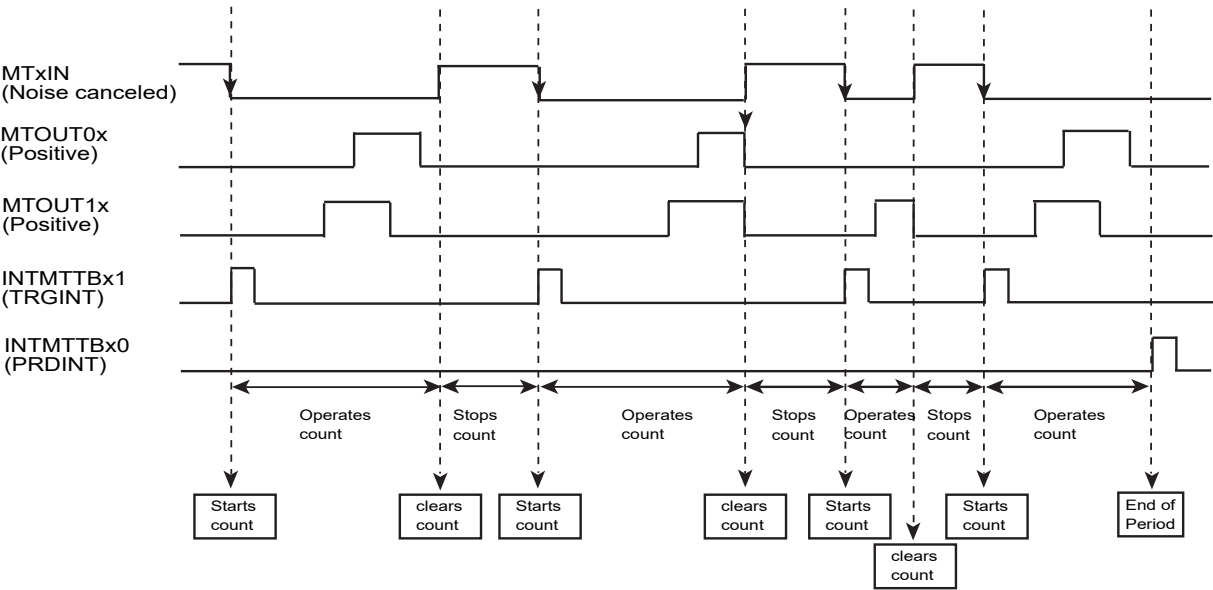 MTxIN
(Noise canceled)
MTOUT0x
(Positive)
MTOUT1x
(Positive)
INTMTTBx1
(TRGINT)
INTMTTBx0
(PRDINT)
Operates
count
Stops
count
Operates
count
Stops
count
Operates
count
Stops
count
Operates
count
Starts
count
clears
count
Starts
count
clears
count
Starts
count
clears
count
Starts
count
End of
Period